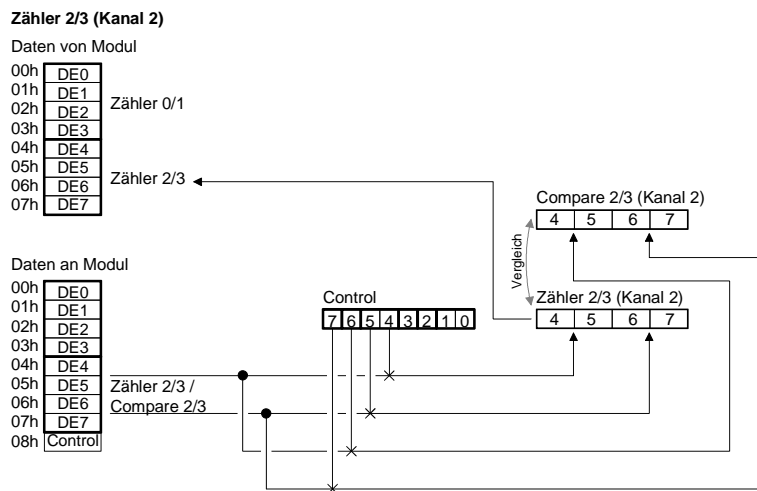 Zähler 2/3 (Kanal 2)
Daten von Modul
00h DE0
01h DE1
02h DE2
03h DE3
Zähler 0/1
04h DE4
05h DE5
06h DE6
07h DE7
Zähler 2/3
Compare 2/3 (Kanal 2)
4 5 6 7
Vergleich
Zähler 2/3 (Kanal 2)
4 5 6 7
Control
7 6 5 4 3 2 1 0
Daten an Modul
00h DE0
01h DE1
02h DE2
03h DE3
04h DE4
05h DE5
06h DE6
07h DE7
08h Control
Zähler 2/3 /
Compare 2/3